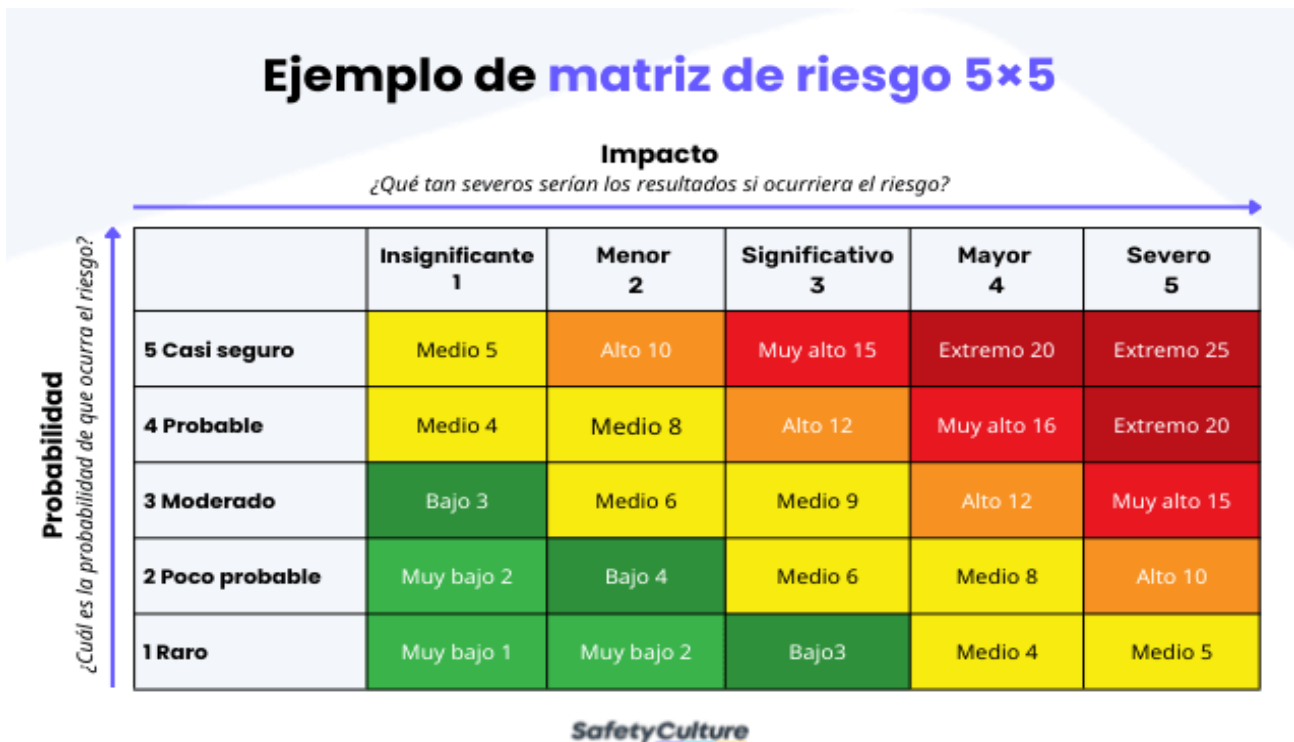 Ejemplo de matriz de riesgo 5×5
Impacto
¿Qué tan severos serían los resultados si ocurriera el riesgo?
Probabilidad
¿Cuál es la probabilidad de que ocurra el riesgo?
Insignificante 1 Menor 2 Significativo 3 Mayor 4 Severo 5
5 Casi seguro Medio 5 Alto 10 Muy alto 15 Extremo 20 Extremo 25
4 Probable Medio 4 Medio 8 Alto 12 Muy alto 16 Extremo 20
3 Moderado Bajo 3 Medio 6 Medio 9 Alto 12 Muy alto 15
2 Poco probable Muy bajo 2 Bajo 4 Medio 6 Medio 8 Alto 10
1 Raro Muy bajo 1 Muy bajo 2 Bajo3 Medio 4 Medio 5
SafetyCulture